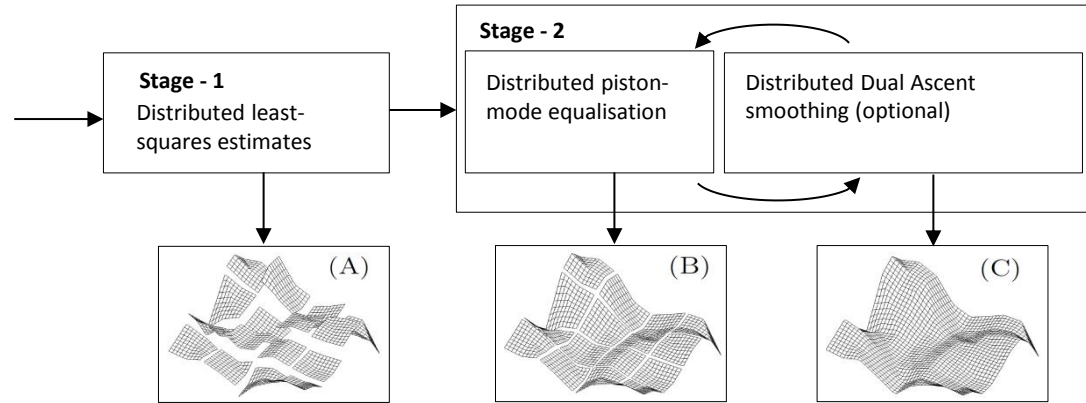 Stage - 1
Distributed least-
squares estimates
Stage - 2
Distributed piston-
mode equalisation
Distributed Dual Ascent
smoothing (optional)
(A)
(B)
(C)